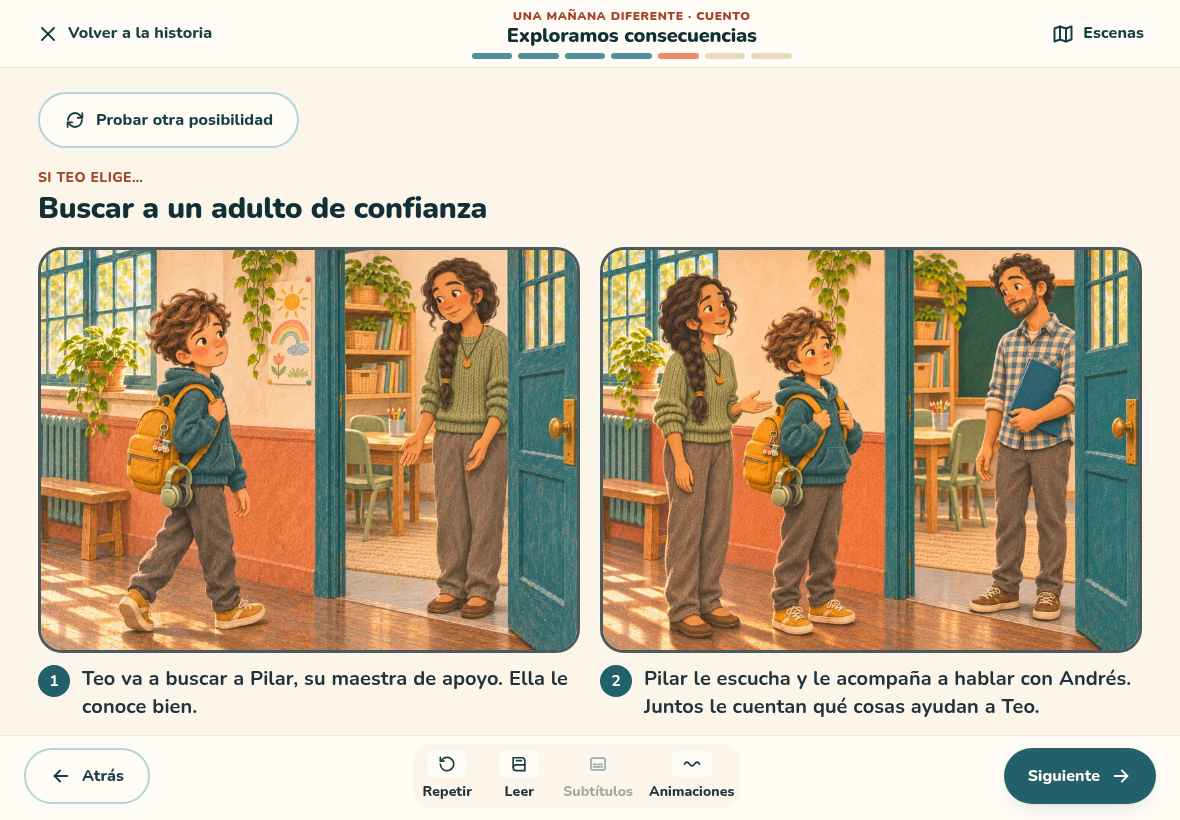 Volver a la historia
UNA MAÑANA DIFERENTE · CUENTO
Exploramos consecuencias
Escenas
Probar otra posibilidad
SI TEO ELIGE…
Buscar a un adulto de confianza
1
Teo va a buscar a Pilar, su maestra de apoyo. Ella le
conoce bien.
2
Pilar le escucha y le acompaña a hablar con Andrés.
Juntos le cuentan qué cosas ayudan a Teo.
Atrás
Repetir
Leer
Subtítulos
Animaciones
Siguiente